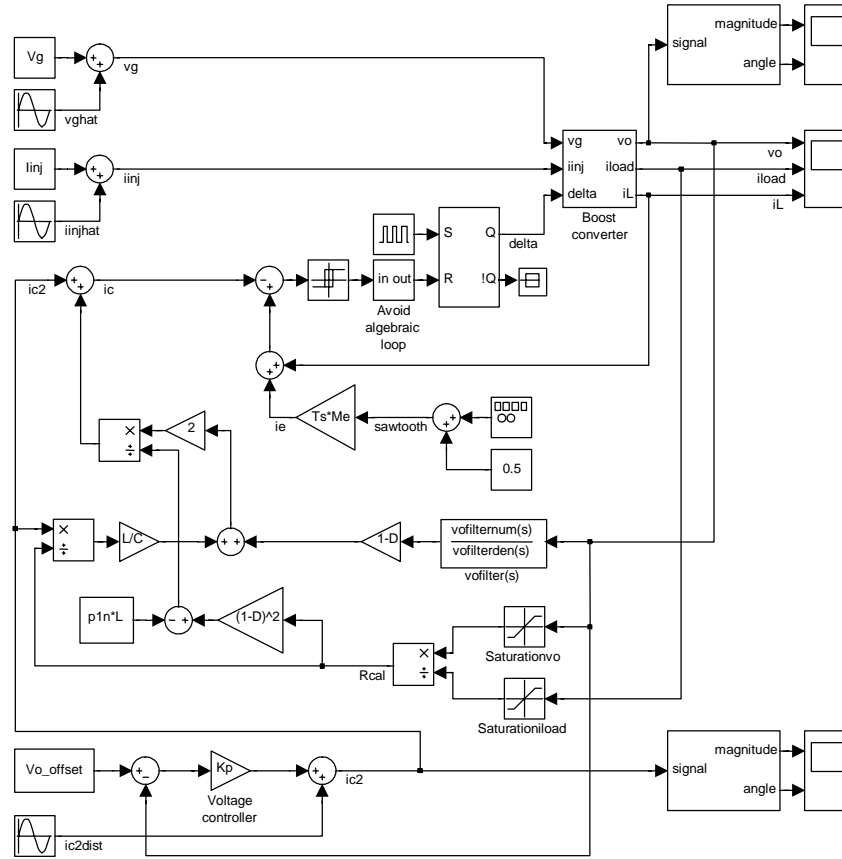 magnitude
signal
angle
Vg
vg
vghat
Iinj
iinj
iinjhat
vg
iinj
delta
vo
iload
iL
Boost
converter
vo
iload
iL
S
R
Q
!Q
delta
in out
Avoid
algebraic
loop
ic2
ic
Ts*Me
ie
sawtooth
0.5
2
×
÷
×
÷
L/C
1-D
vofilternum(s)
vofilterden(s)
vofilter(s)
p1n*L
(1-D)^2
Rcal
×
÷
Saturationvo
Saturationiload
Vo_offset
Kp
Voltage
controller
ic2
ic2dist
signal
magnitude
angle